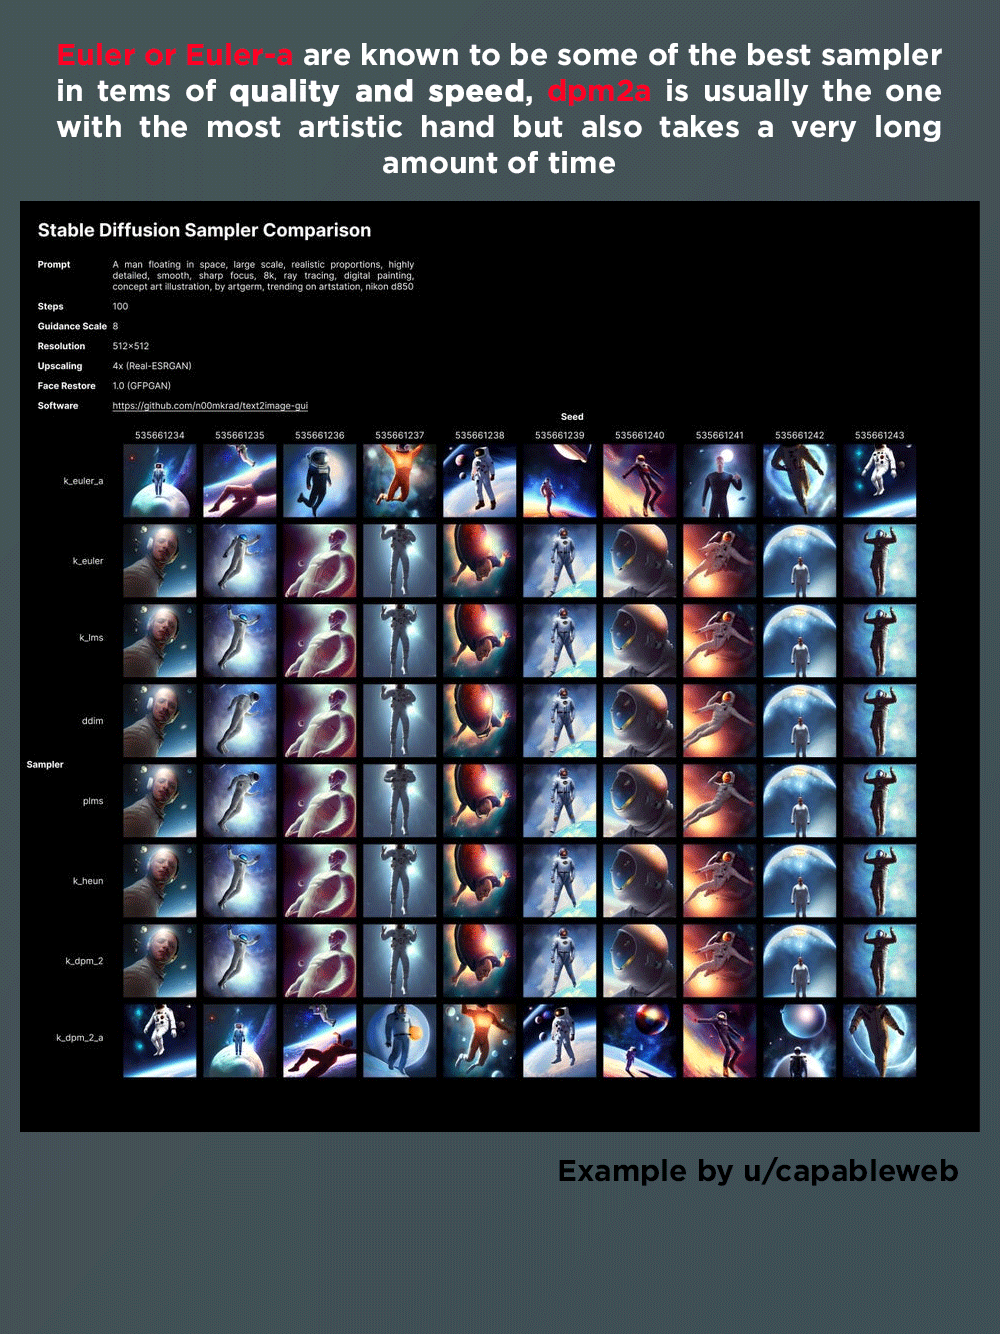 Euler or Euler-a are known to be some of the best sampler
in tems of quality and speed, dpm2a is usually the one
with the most artistic hand but also takes a very long
amount of time
Stable Diffusion Sampler Comparison
Prompt A man floating in space, large scale, realistic proportions, highly
detailed, smooth, sharp focus, 8k, ray tracing, digital painting,
concept art illustration, by artgerm, trending on artstation, nikon d850
Steps 100
Guidance Scale 8
Resolution 512×512
Upscaling 4x (Real-ESRGAN)
Face Restore 1.0 (GFPGAN)
Software https://github.com/n00mkrad/text2image-gui
Seed
535661234 535661235 535661236 535661237 535661238 535661239 535661240 535661241 535661242 535661243
k_euler_a
k_euler
k_lms
ddim
Sampler
plms
k_heun
k_dpm_2
k_dpm_2_a
Example by u/capableweb